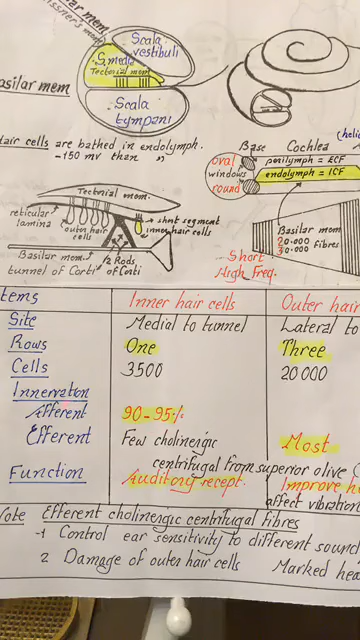 mem
Reissner's mem
Scala
vestibuli
S. media
Tectorial mem
Basilar mem
Scala
tympani
Hair cells are bathed in endolymph.
-150 mv than "
Base Cochlea
oval
windows
round
perilymph = ECF
endolymph = ICF
Tectorial mem.
reticular
lamina
outer hair
cells
short segment
inner hair cells
Basilar mem
2 Rods
of Corti
tunnel of Corti
Basilar mem
20.000 fibres
30.000
- Short
High Freq.
Items Inner hair cells Outer hair
Site Medial to tunnel Lateral to
Rows One Three
Cells 3500 20000
Innervation
Afferent 90-95%
Efferent Few cholinergic Most
centrifugal from superior olive
Function Auditory recept. Improve h
affect vibration
Note Efferent cholinergic centrifugal fibres
-1 Control ear sensitivity to different sound
2 Damage of outer hair cells Marked hea